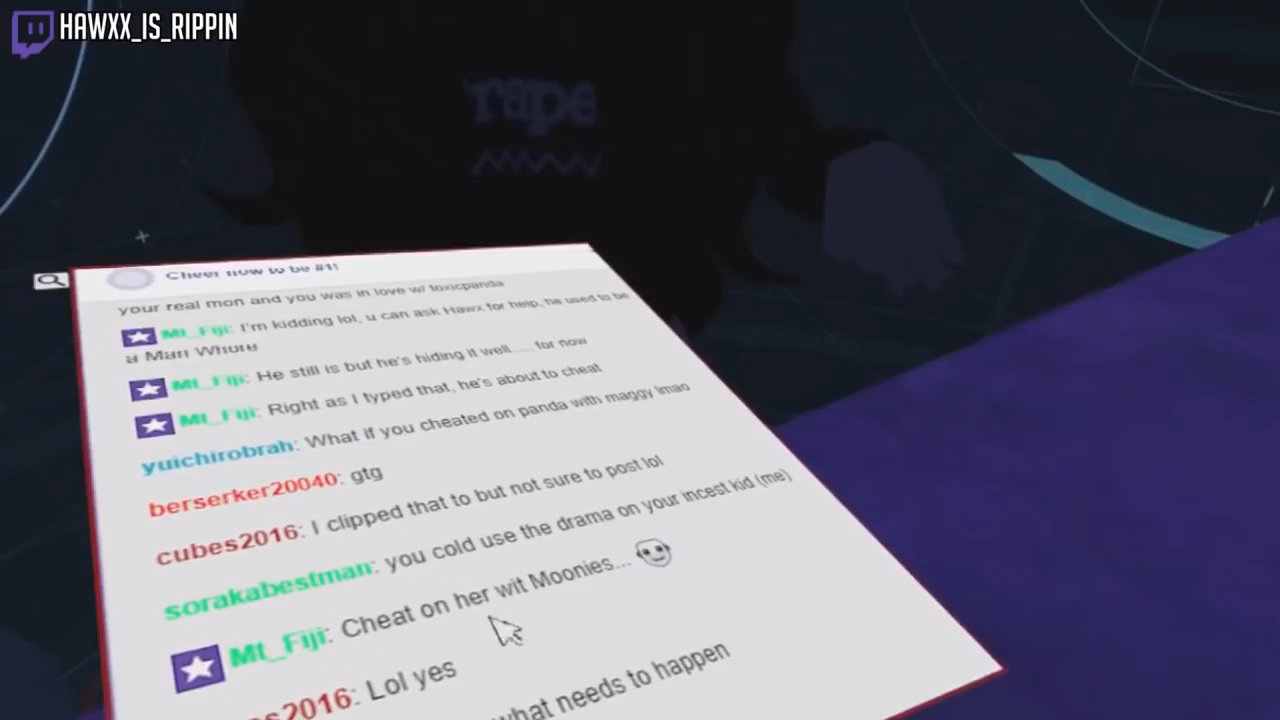 HAWXX_IS_RIPPIN
rape
Cheer now to be #1!
your real mon and you was in love w/ toxicpanda
Mt_Fiji: I'm kidding lol, u can ask Hawx for help, he used to be
a Man Whore
Mt_Fiji: He still is but he's hiding it well..... for now
Mt_Fiji: Right as I typed that, he's about to cheat
yuichirobrah: What if you cheated on panda with maggy lmao
berserker20040: gtg
cubes2016: I clipped that to but not sure to post lol
sorakabestman: you cold use the drama on your incest kid (me)
Mt_Fiji: Cheat on her wit Moonies...
es2016: Lol yes
what needs to happen